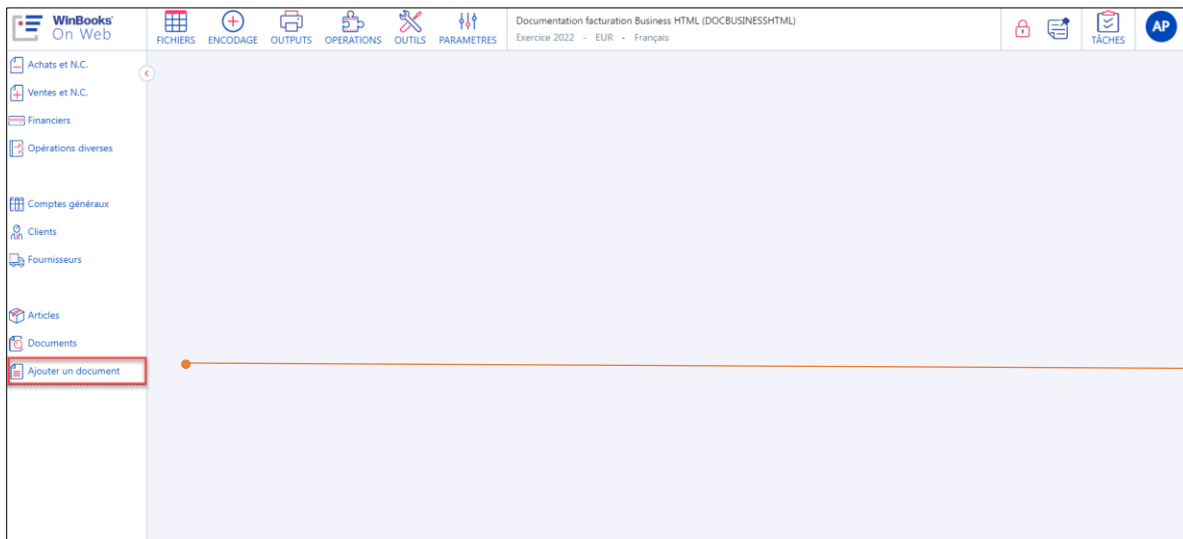 WinBooks
On Web
FICHIERS ENCODAGE OUTPUTS OPERATIONS OUTILS PARAMETRES
Documentation facturation Business HTML (DOCBUSINESSHTML)
Exercice 2022 - EUR - Français
TÂCHES
AP
Achats et N.C.
Ventes et N.C.
Financiers
Opérations diverses
Comptes généraux
Clients
Fournisseurs
Articles
Documents
Ajouter un document